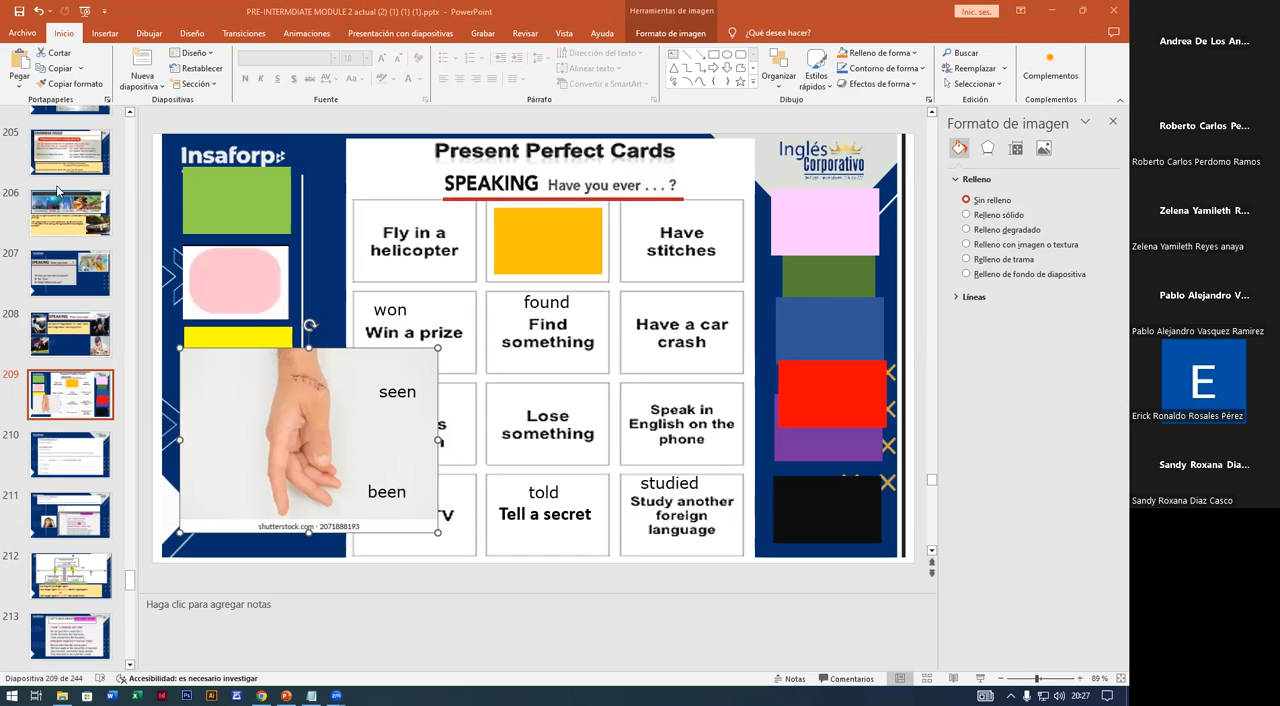 PRE-INTERMDIATE MODULE 2 actual (2) (1) (1) (1).pptx - PowerPoint
Herramientas de imagen
Inic. ses.
Archivo
Inicio
Insertar
Dibujar
Diseño
Transiciones
Animaciones
Presentación con diapositivas
Grabar
Revisar
Vista
Ayuda
Formato de imagen
¿Qué desea hacer?
Pegar
Cortar
Copiar
Copiar formato
Portapapeles
Nueva
diapositiva
Diseño
Restablecer
Sección
Diapositivas
18
N
K
S
S
abc
AV
Aa
A
Fuente
Dirección del texto
Alinear texto
Convertir a SmartArt
Párrafo
Organizar
Estilos
rápidos
Relleno de forma
Contorno de forma
Efectos de forma
Dibujo
Buscar
Reemplazar
Seleccionar
Edición
Complementos
Complementos
205
206
207
208
209
210
211
212
213
Insaforp
Present Perfect Cards
SPEAKING Have you ever . . . ?
Inglés
Corporativo
Fly in a
helicopter
Have
stitches
won
Win a prize
found
Find
something
Have a car
crash
seen
Lose
something
Speak in
English on the
phone
been
TV
told
Tell a secret
studied
Study another
foreign
language
shutterstock.com · 2071888193
Haga clic para agregar notas
Formato de imagen
Relleno
Sin relleno
Relleno sólido
Relleno degradado
Relleno con imagen o textura
Relleno de trama
Relleno de fondo de diapositiva
Líneas
Andrea De Los An...
Roberto Carlos Pe...
Roberto Carlos Perdomo Ramos
Zelena Yamileth R...
Zelena Yamileth Reyes anaya
Pablo Alejandro V...
Pablo Alejandro Vasquez Ramirez
E
Erick Ronaldo Rosales Pérez
Sandy Roxana Dia...
Sandy Roxana Diaz Casco
Diapositiva 209 de 244
Accesibilidad: es necesario investigar
Notas
Comentarios
89 %
20:27